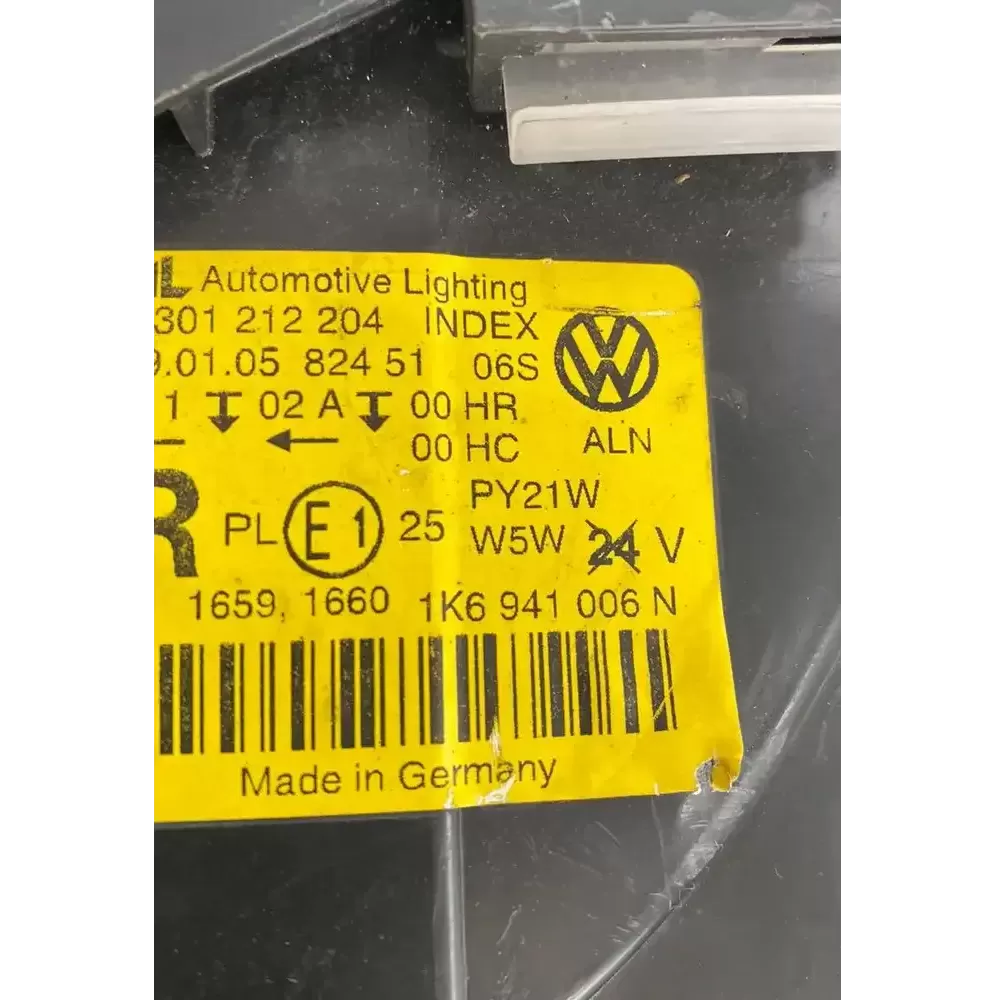 Automotive Lighting
301 212 204 INDEX
9.01.05 824 51 06S
1 02 A 00 HR
00 HC
ALN
R
PL E1 25
PY21W
W5W 24 V
1659, 1660 1K6 941 006 N
Made in Germany